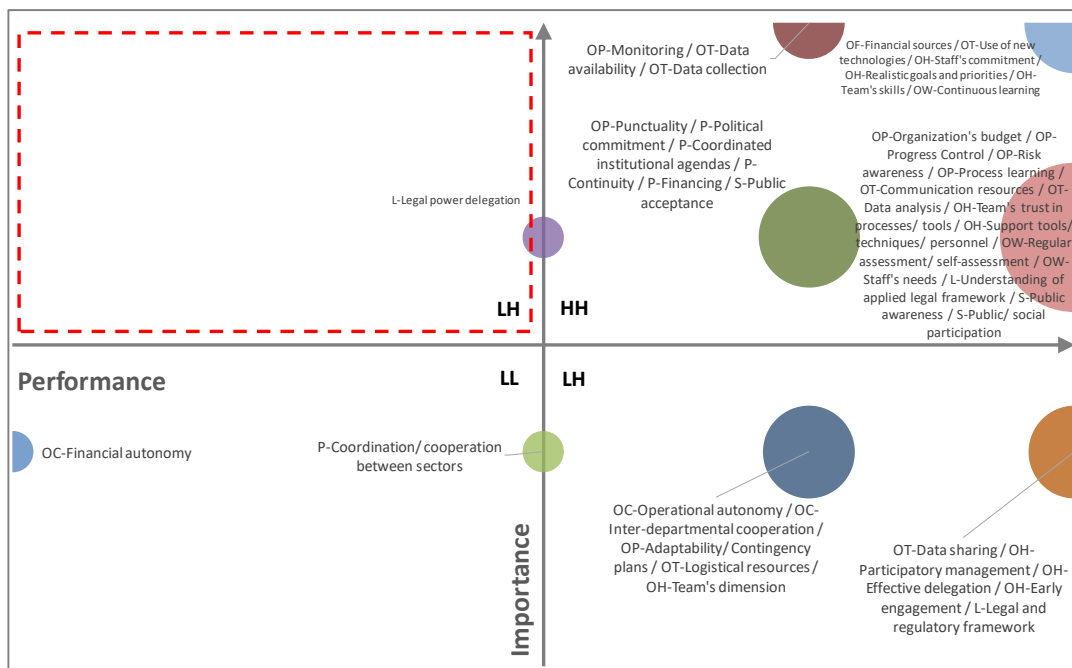 OP-Monitoring / OT-Data
availability / OT-Data collection
OF-Financial sources / OT-Use of new
technologies / OH-Staff's commitment /
OH-Realistic goals and priorities / OH-
Team's skills / OW-Continuous learning
OP-Punctuality / P-Political
commitment / P-Coordinated
institutional agendas / P-
Continuity / P-Financing / S-Public
acceptance
OP-Organization's budget / OP-
Progress Control / OP-Risk
awareness / OP-Process learning /
OT-Communication resources / OT-
Data analysis / OH-Team's trust in
processes/ tools / OH-Support tools/
techniques/ personnel / OW-Regular
assessment/ self-assessment / OW-
Staff's needs / L-Understanding of
applied legal framework / S-Public
awareness / S-Public/ social
participation
L-Legal power delegation
LH
HH
Performance
LL
LH
OC-Financial autonomy
P-Coordination/ cooperation
between sectors
Importance
OC-Operational autonomy / OC-
Inter-departmental cooperation /
OP-Adaptability/ Contingency
plans / OT-Logistical resources /
OH-Team's dimension
OT-Data sharing / OH-
Participatory management / OH-
Effective delegation / OH-Early
engagement / L-Legal and
regulatory framework